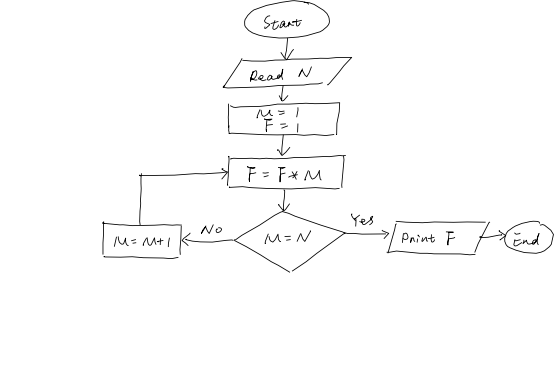 Start
Read N
M = 1
F = 1
F = F * M
No
M = N
Yes
M = M+1
Print F
End